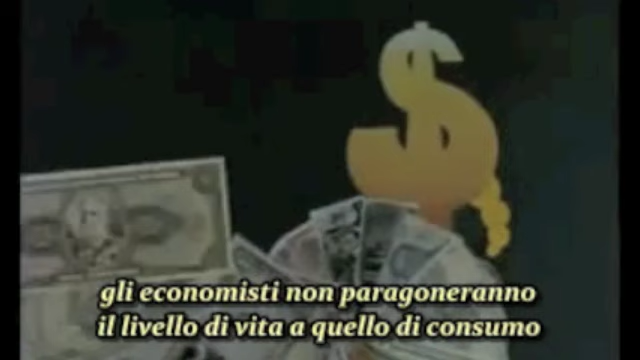 gli economisti non paragoneranno
il livello di vita a quello di consumo